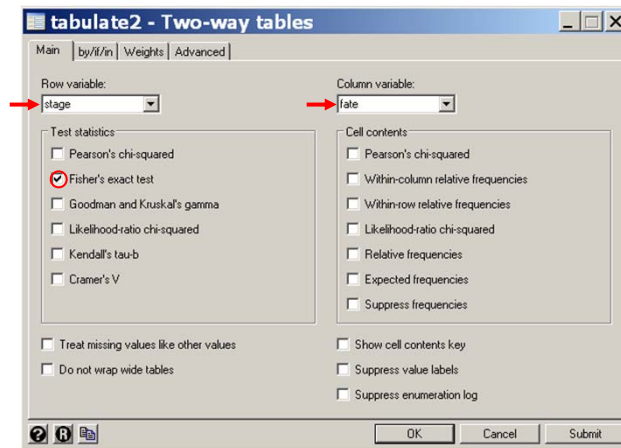 tabulate2 - Two-way tables
Main
by/if/in
Weights
Advanced
Row variable:
stage
Column variable:
fate
Test statistics
Pearson's chi-squared
Fisher's exact test
Goodman and Kruskal's gamma
Likelihood-ratio chi-squared
Kendall's tau-b
Cramer's V
Cell contents
Pearson's chi-squared
Within-column relative frequencies
Within-row relative frequencies
Likelihood-ratio chi-squared
Relative frequencies
Expected frequencies
Suppress frequencies
Treat missing values like other values
Do not wrap wide tables
Show cell contents key
Suppress value labels
Suppress enumeration log
? R
OK
Cancel
Submit